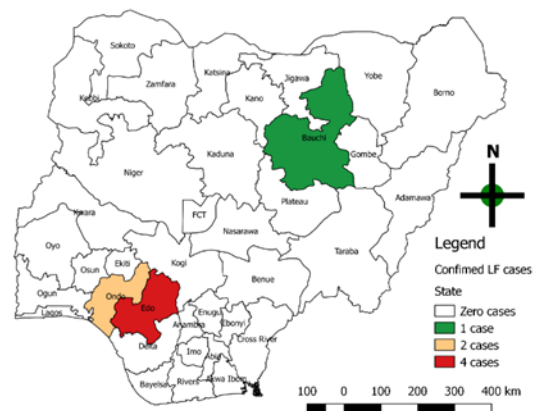 Sokoto
Katsina
Jigawa
Yobe
Borno
Zamfara
Kebbi
Kano
Bauchi
Gombe
Kaduna
Niger
Adamawa
Plateau
N
FCT
Kwara
Nasarawa
Taraba
Oyo
Kogi
Ekiti
Osun
Benue
Ogun
Ondo
Edo
Lagos
Enugu
Anambra
Ebonyi
Cross River
Delta
Imo
Abia
Bayelsa
Rivers
Akwa Ibom
Legend
Confimed LF cases
State
Zero cases
1 case
2 cases
4 cases
100 0 100 200 300 400 km